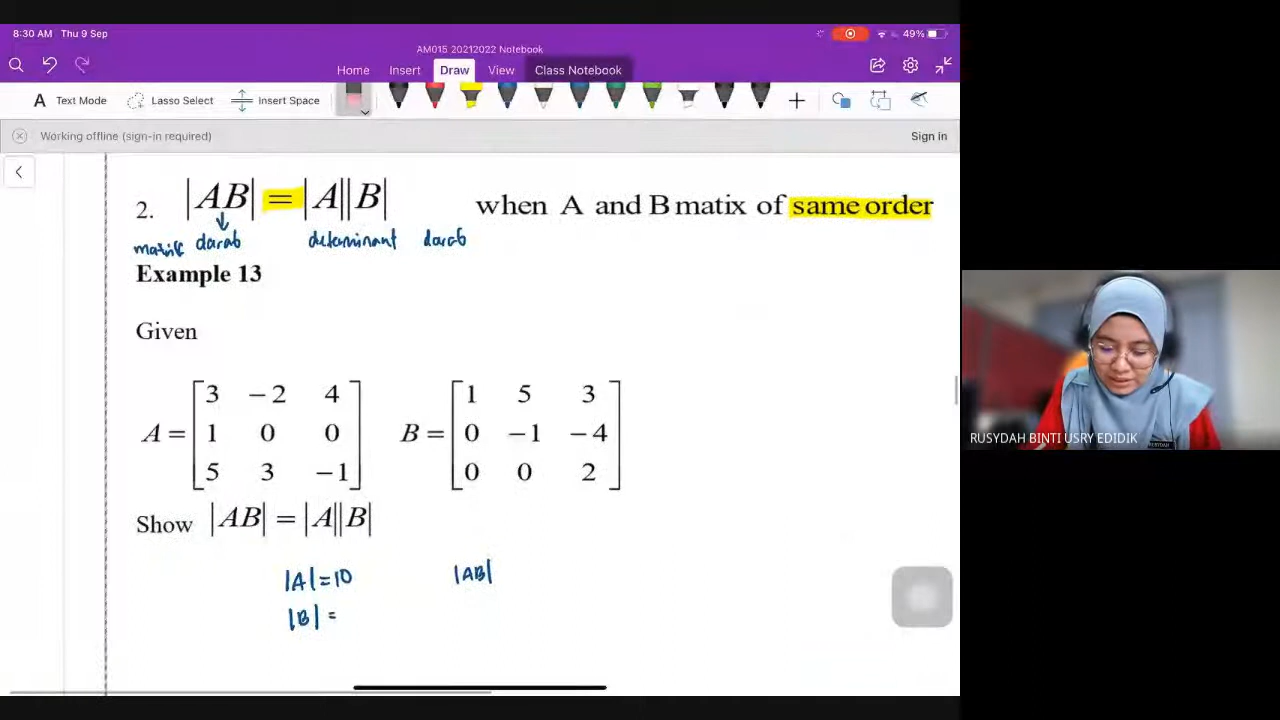 8:30 AM Thu 9 Sep
49%
AM015 20212022 Notebook
Home Insert Draw View Class Notebook
A Text Mode Lasso Select Insert Space
Working offline (sign-in required) Sign in
2. |AB| = |A||B| when A and B matix of same order
matrik darab determinant darab
Example 13
Given
A = [3 -2 4
1 0 0
5 3 -1]
B = [1 5 3
0 -1 -4
0 0 2]
Show |AB| = |A||B|
|A| = 10 |AB|
|B| =
RUSYDAH BINTI USRY EDIDIK